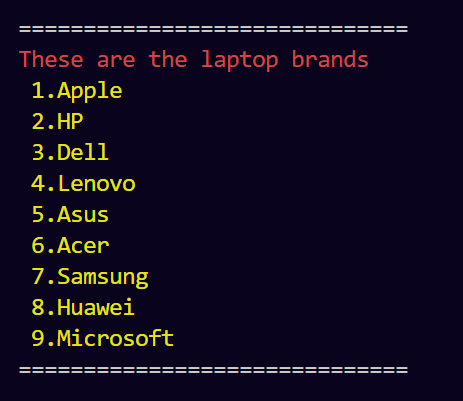 ==============================
These are the laptop brands
 1.Apple
 2.HP
 3.Dell
 4.Lenovo
 5.Asus
 6.Acer
 7.Samsung
 8.Huawei
 9.Microsoft
==============================